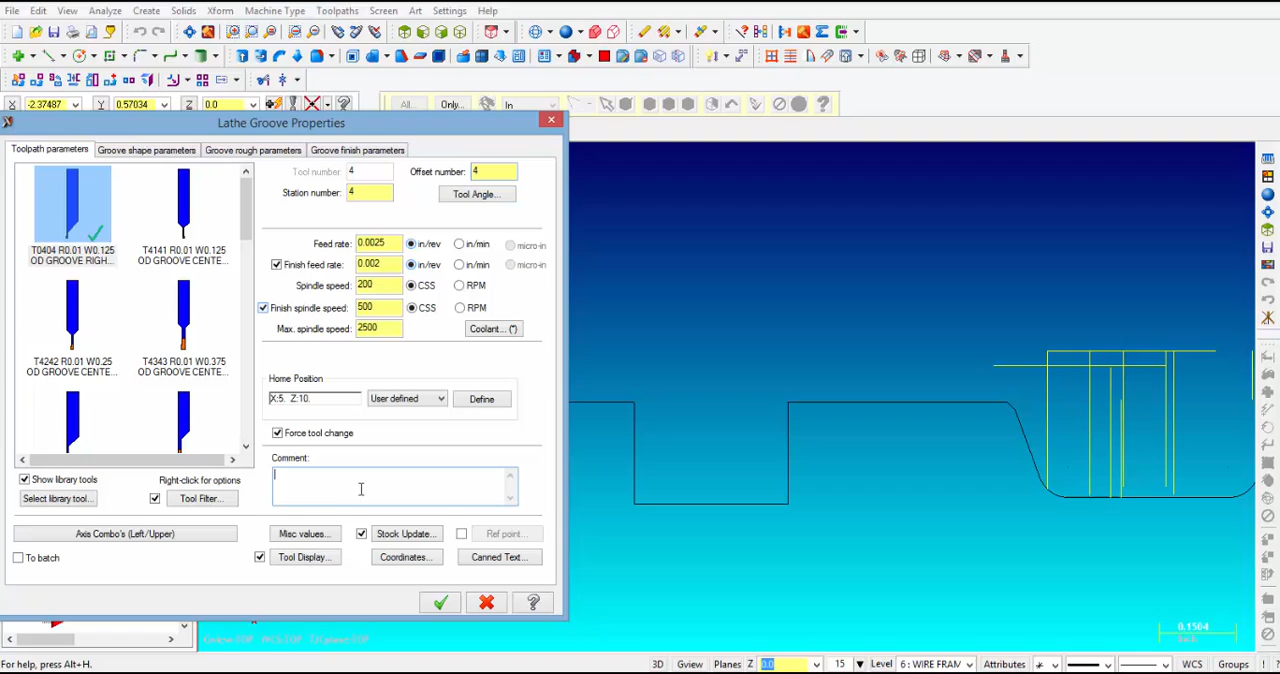 File Edit View Analyze Create Solids Xform Machine Type Toolpaths Screen Art Settings Help
X -2.37487 Y 0.57034 Z 0.0 All... Only... In
Lathe Groove Properties
Toolpath parameters Groove shape parameters Groove rough parameters Groove finish parameters
Tool number: 4 Offset number: 4
Station number: 4 Tool Angle...
T0404 R0.01 W0.125 T4141 R0.01 W0.125
OD GROOVE RIGH... OD GROOVE CENTE...
Feed rate: 0.0025 in/rev in/min micro-in
Finish feed rate: 0.002 in/rev in/min micro-in
Spindle speed: 200 CSS RPM
Finish spindle speed: 500 CSS RPM
Max. spindle speed: 2500 Coolant... (*)
T4242 R0.01 W0.25 T4343 R0.01 W0.375
OD GROOVE CENTE... OD GROOVE CENTE...
Home Position
X:5. Z:10. User defined Define
Force tool change
Comment:
Show library tools Right-click for options
Select library tool... Tool Filter...
Axis Combo's (Left/Upper) Misc values... Stock Update... Ref point...
To batch Tool Display... Coordinates... Canned Text...
0.1504
For help, press Alt+H. 3D Gview Planes Z 0.0 15 Level 6 : WIRE FRAM Attributes WCS Groups